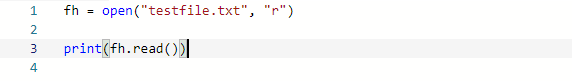 1 fh = open("testfile.txt", "r")
2
3 print(fh.read())
4